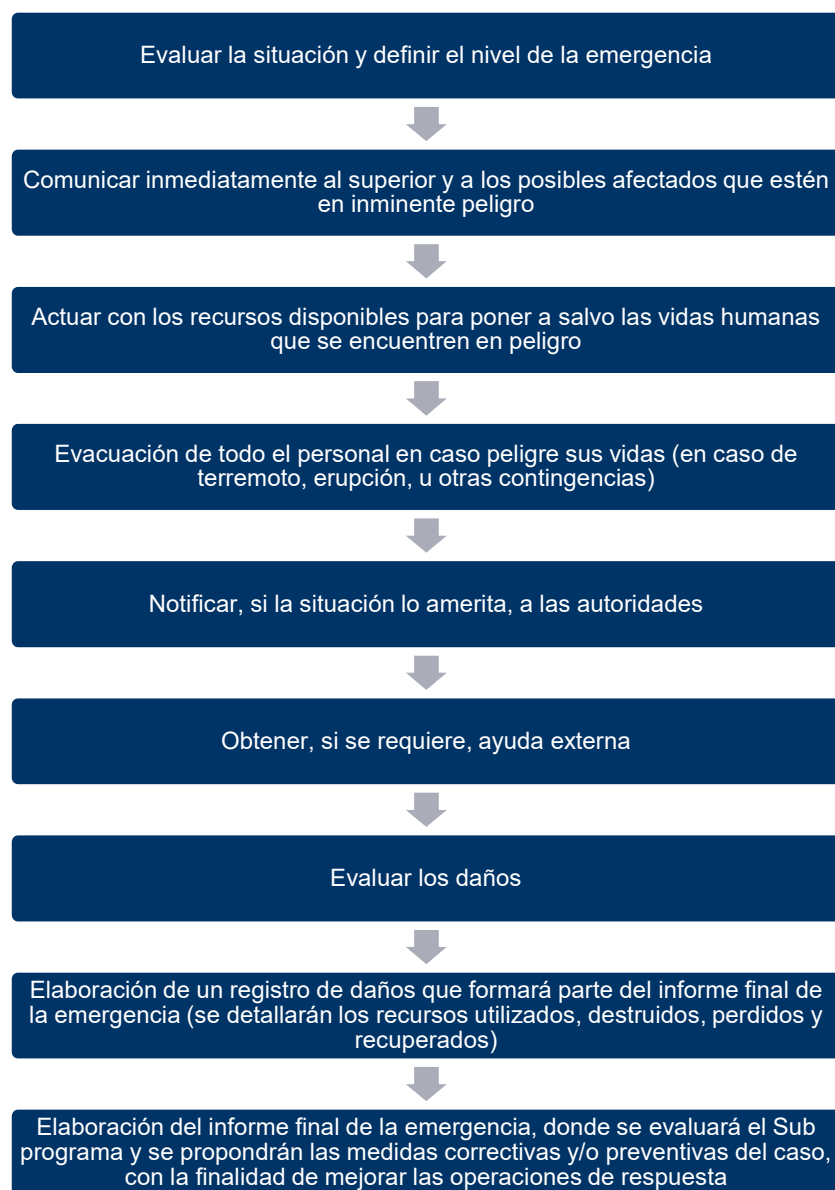 Evaluar la situación y definir el nivel de la emergencia
Comunicar inmediatamente al superior y a los posibles afectados que estén
en inminente peligro
Actuar con los recursos disponibles para poner a salvo las vidas humanas
que se encuentren en peligro
Evacuación de todo el personal en caso peligre sus vidas (en caso de
terremoto, erupción, u otras contingencias)
Notificar, si la situación lo amerita, a las autoridades
Obtener, si se requiere, ayuda externa
Evaluar los daños
Elaboración de un registro de daños que formará parte del informe final de
la emergencia (se detallarán los recursos utilizados, destruidos, perdidos y
recuperados)
Elaboración del informe final de la emergencia, donde se evaluará el Sub
programa y se propondrán las medidas correctivas y/o preventivas del caso,
con la finalidad de mejorar las operaciones de respuesta